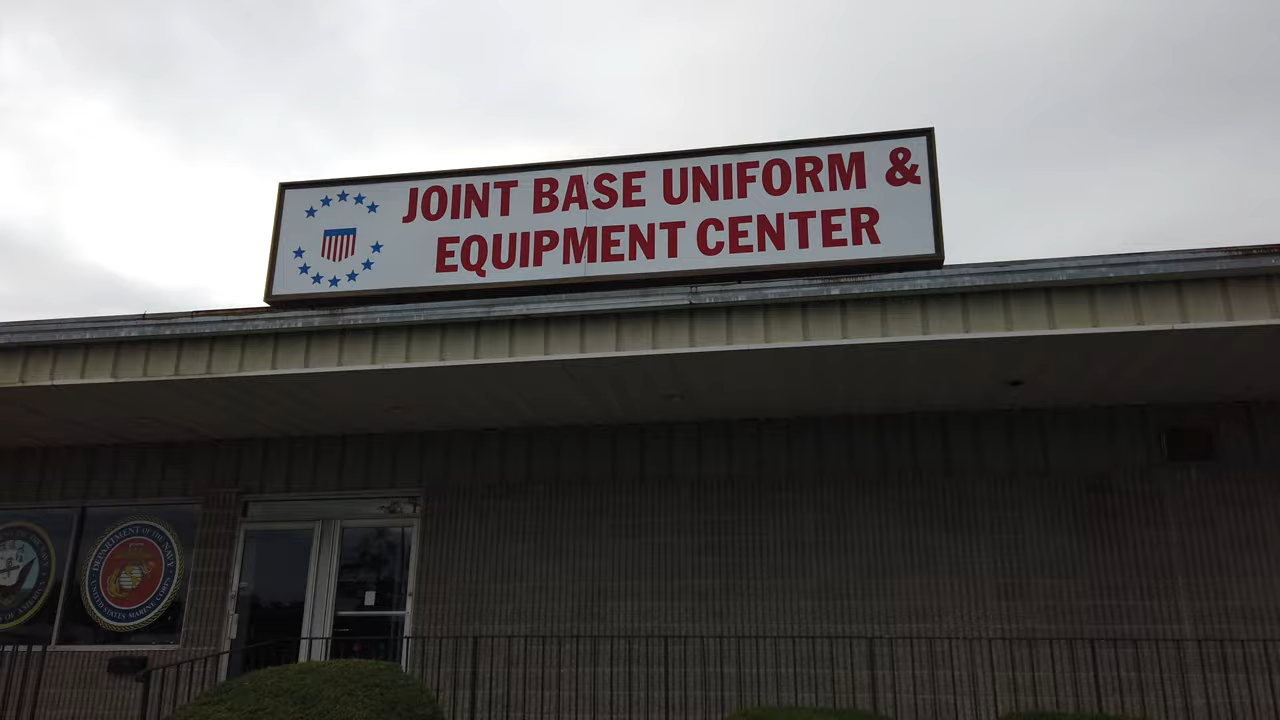 JOINT BASE UNIFORM &
EQUIPMENT CENTER
DEPARTMENT OF THE NAVY
UNITED STATES MARINE CORPS